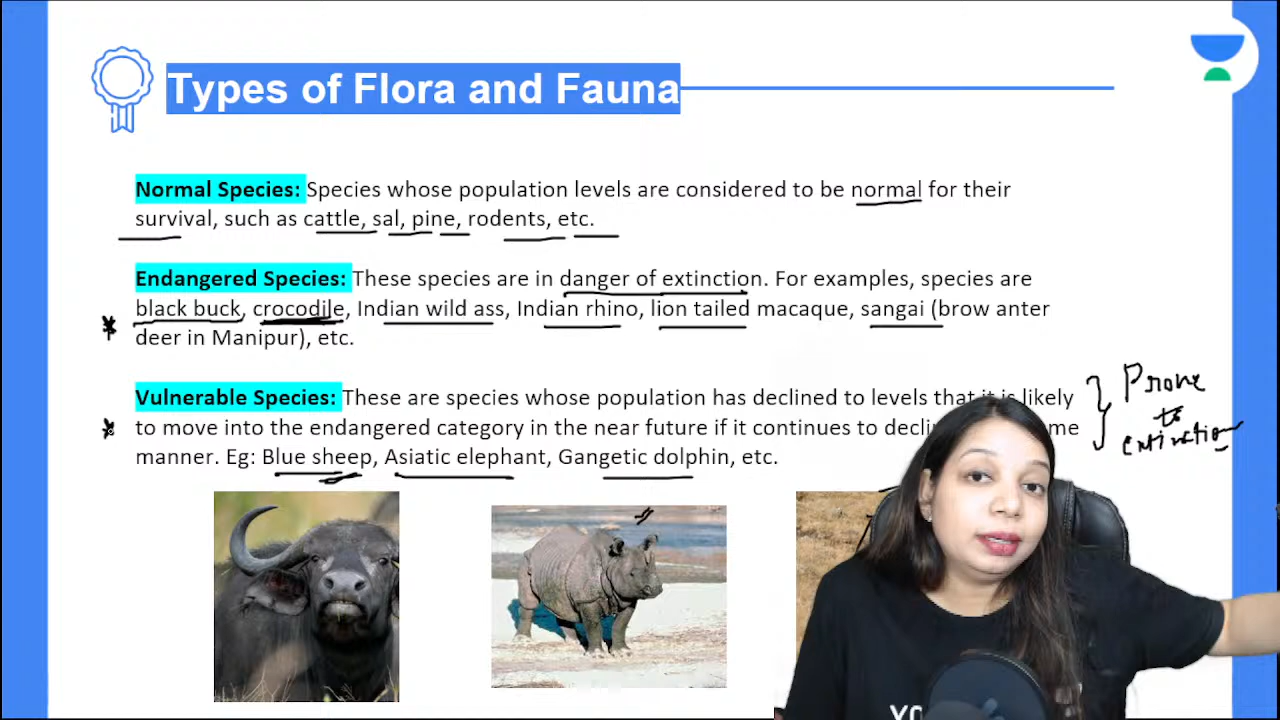 Types of Flora and Fauna
Normal Species: Species whose population levels are considered to be normal for their
survival, such as cattle, sal, pine, rodents, etc.
Endangered Species: These species are in danger of extinction. For examples, species are
black buck, crocodile, Indian wild ass, Indian rhino, lion tailed macaque, sangai (brow anter
deer in Manipur), etc.
Vulnerable Species: These are species whose population has declined to levels that it is likely
to move into the endangered category in the near future if it continues to me
manner. Eg: Blue sheep, Asiatic elephant, Gangetic dolphin, etc.
Prone
to
extinction
YO